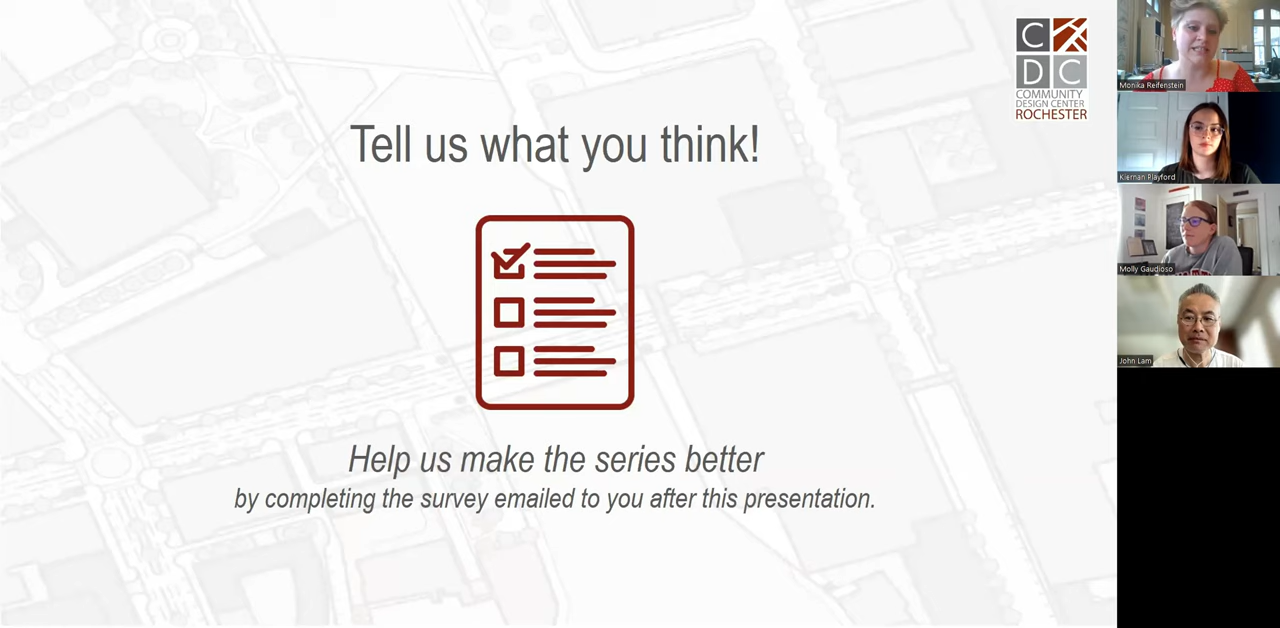 Tell us what you think!
Help us make the series better
by completing the survey emailed to you after this presentation.
C
DC
COMMUNITY
DESIGN CENTER
ROCHESTER
Monika Reifenstein
Kiernan Playford
Molly Gaudioso
John Lam